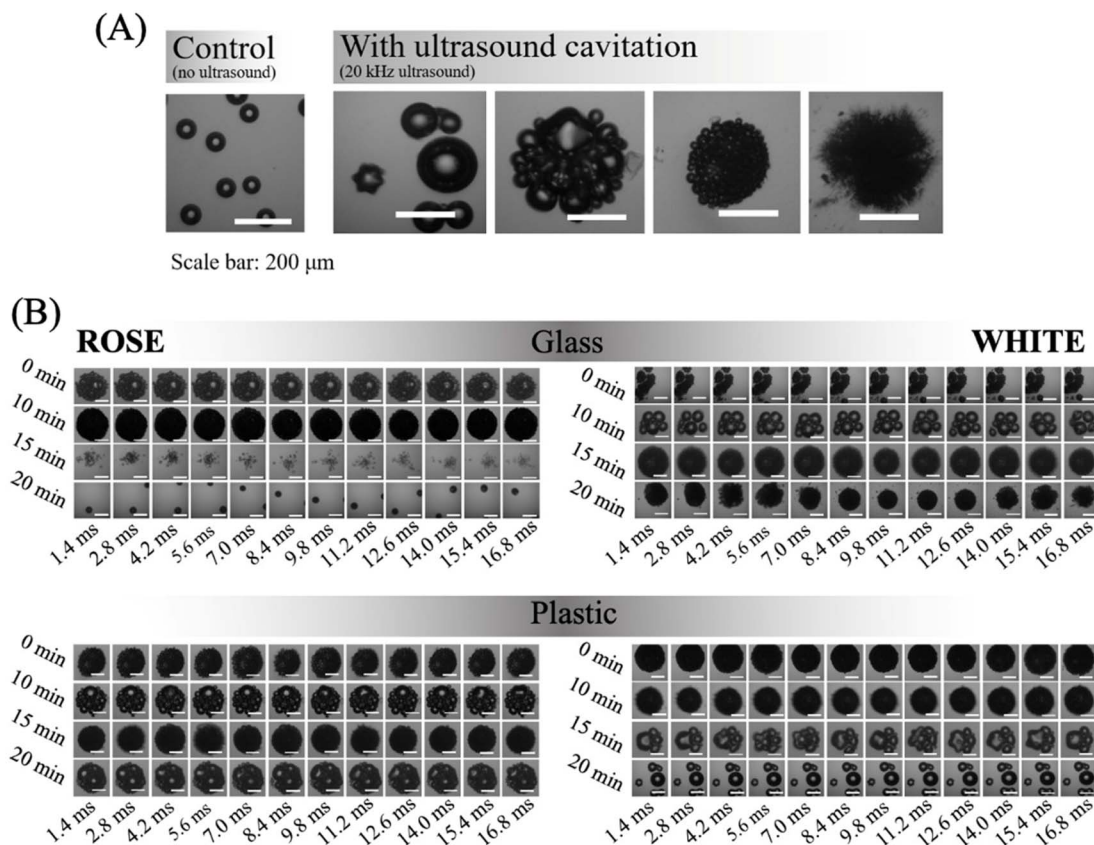 (A)
Control
(no ultrasound)
With ultrasound cavitation
(20 kHz ultrasound)
Scale bar: 200 μm
(B)
ROSE
Glass
WHITE
0 min
10 min
15 min
20 min
1.4 ms
2.8 ms
4.2 ms
5.6 ms
7.0 ms
8.4 ms
9.8 ms
11.2 ms
12.6 ms
14.0 ms
15.4 ms
16.8 ms
0 min
10 min
15 min
20 min
1.4 ms
2.8 ms
4.2 ms
5.6 ms
7.0 ms
8.4 ms
9.8 ms
11.2 ms
12.6 ms
14.0 ms
15.4 ms
16.8 ms
Plastic
0 min
10 min
15 min
20 min
1.4 ms
2.8 ms
4.2 ms
5.6 ms
7.0 ms
8.4 ms
9.8 ms
11.2 ms
12.6 ms
14.0 ms
15.4 ms
16.8 ms
0 min
10 min
15 min
20 min
1.4 ms
2.8 ms
4.2 ms
5.6 ms
7.0 ms
8.4 ms
9.8 ms
11.2 ms
12.6 ms
14.0 ms
15.4 ms
16.8 ms